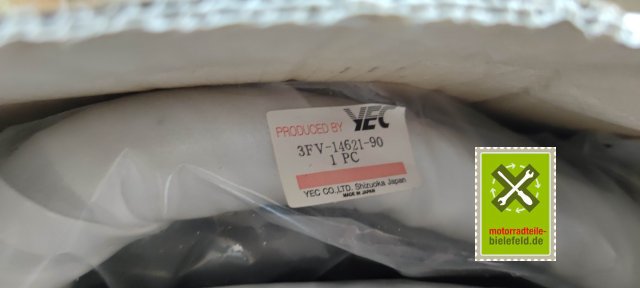 PRODUCED BY YEC
3FV-14621-90
1 PC
YEC CO.,LTD. Shizuoka Japan
MADE IN JAPAN
motorradteile-
bielefeld.de